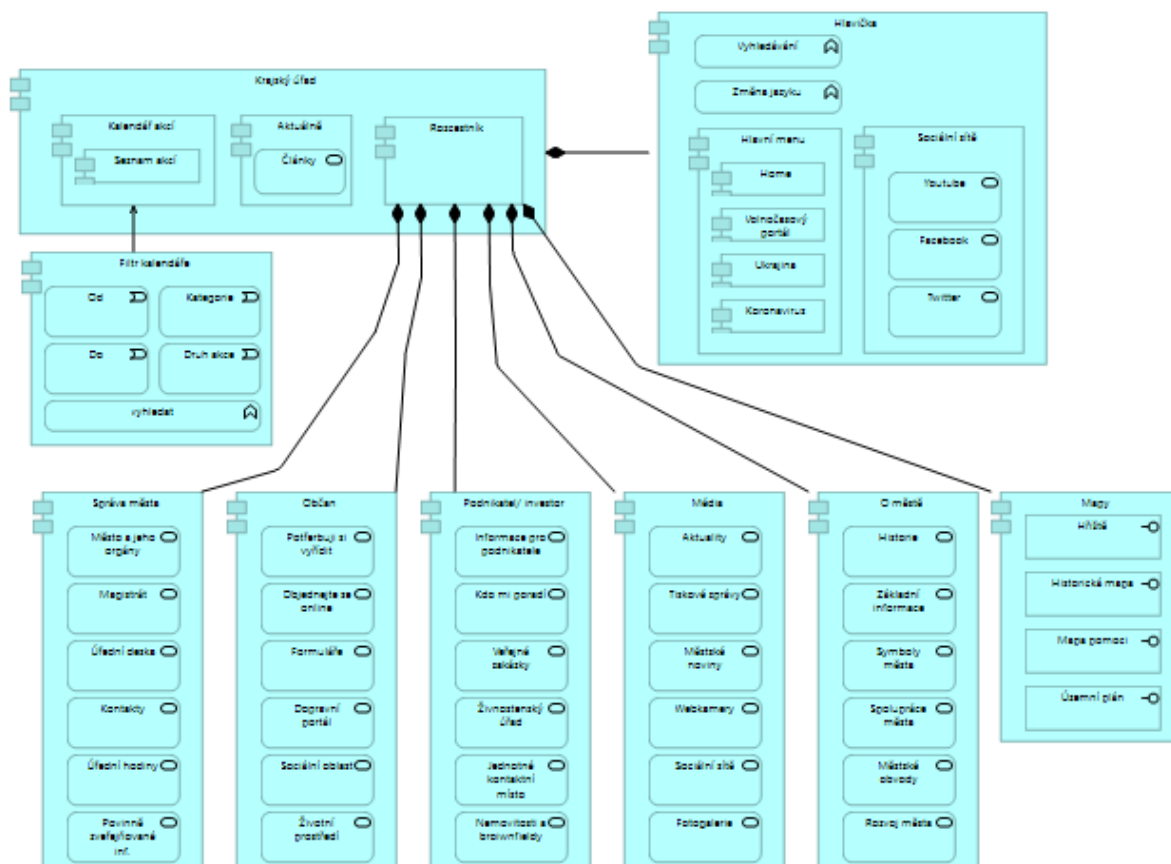 Hlavička
Vyhledávání
Změna jazyku
Hlavní menu
Home
Volnočasový
portál
Ukrajina
Koronavirus
Sociální sítě
Youtube
Facebook
Twitter
Krajský úřad
Kalendář akcí
Seznam akcí
Aktuálně
Články
Rozcestník
Filtr kalendáře
Od
Kategorie
Do
Druh akce
vyhledat
Správa města
Město a jeho
orgány
Magistrát
Úřední deska
Kontakty
Úřední hodiny
Povinně
zveřejňované
inf.
Občan
Potřerbuji si
vyřídit
Objednejte se
online
Formuláře
Dopravní
portál
Sociální oblast
Životní
prostředí
Podnikatel/ investor
Informace pro
podnikatele
Kdo mi poradí
Veřejné
zakázky
Živnostenský
úřad
Jednotné
kontaktní
místo
Nemovitosti a
broiwnfieldy
Média
Aktuality
Tiskové správy
Městské
noviny
Webkamery
Sociální sítě
Fotogalerie
O městě
Historie
Základní
informace
Symboly
města
Spolupráce
města
Městské
obvody
Rozvoj města
Mapy
Hřiště
Historická mapa
Mapa pomoci
Územní plán